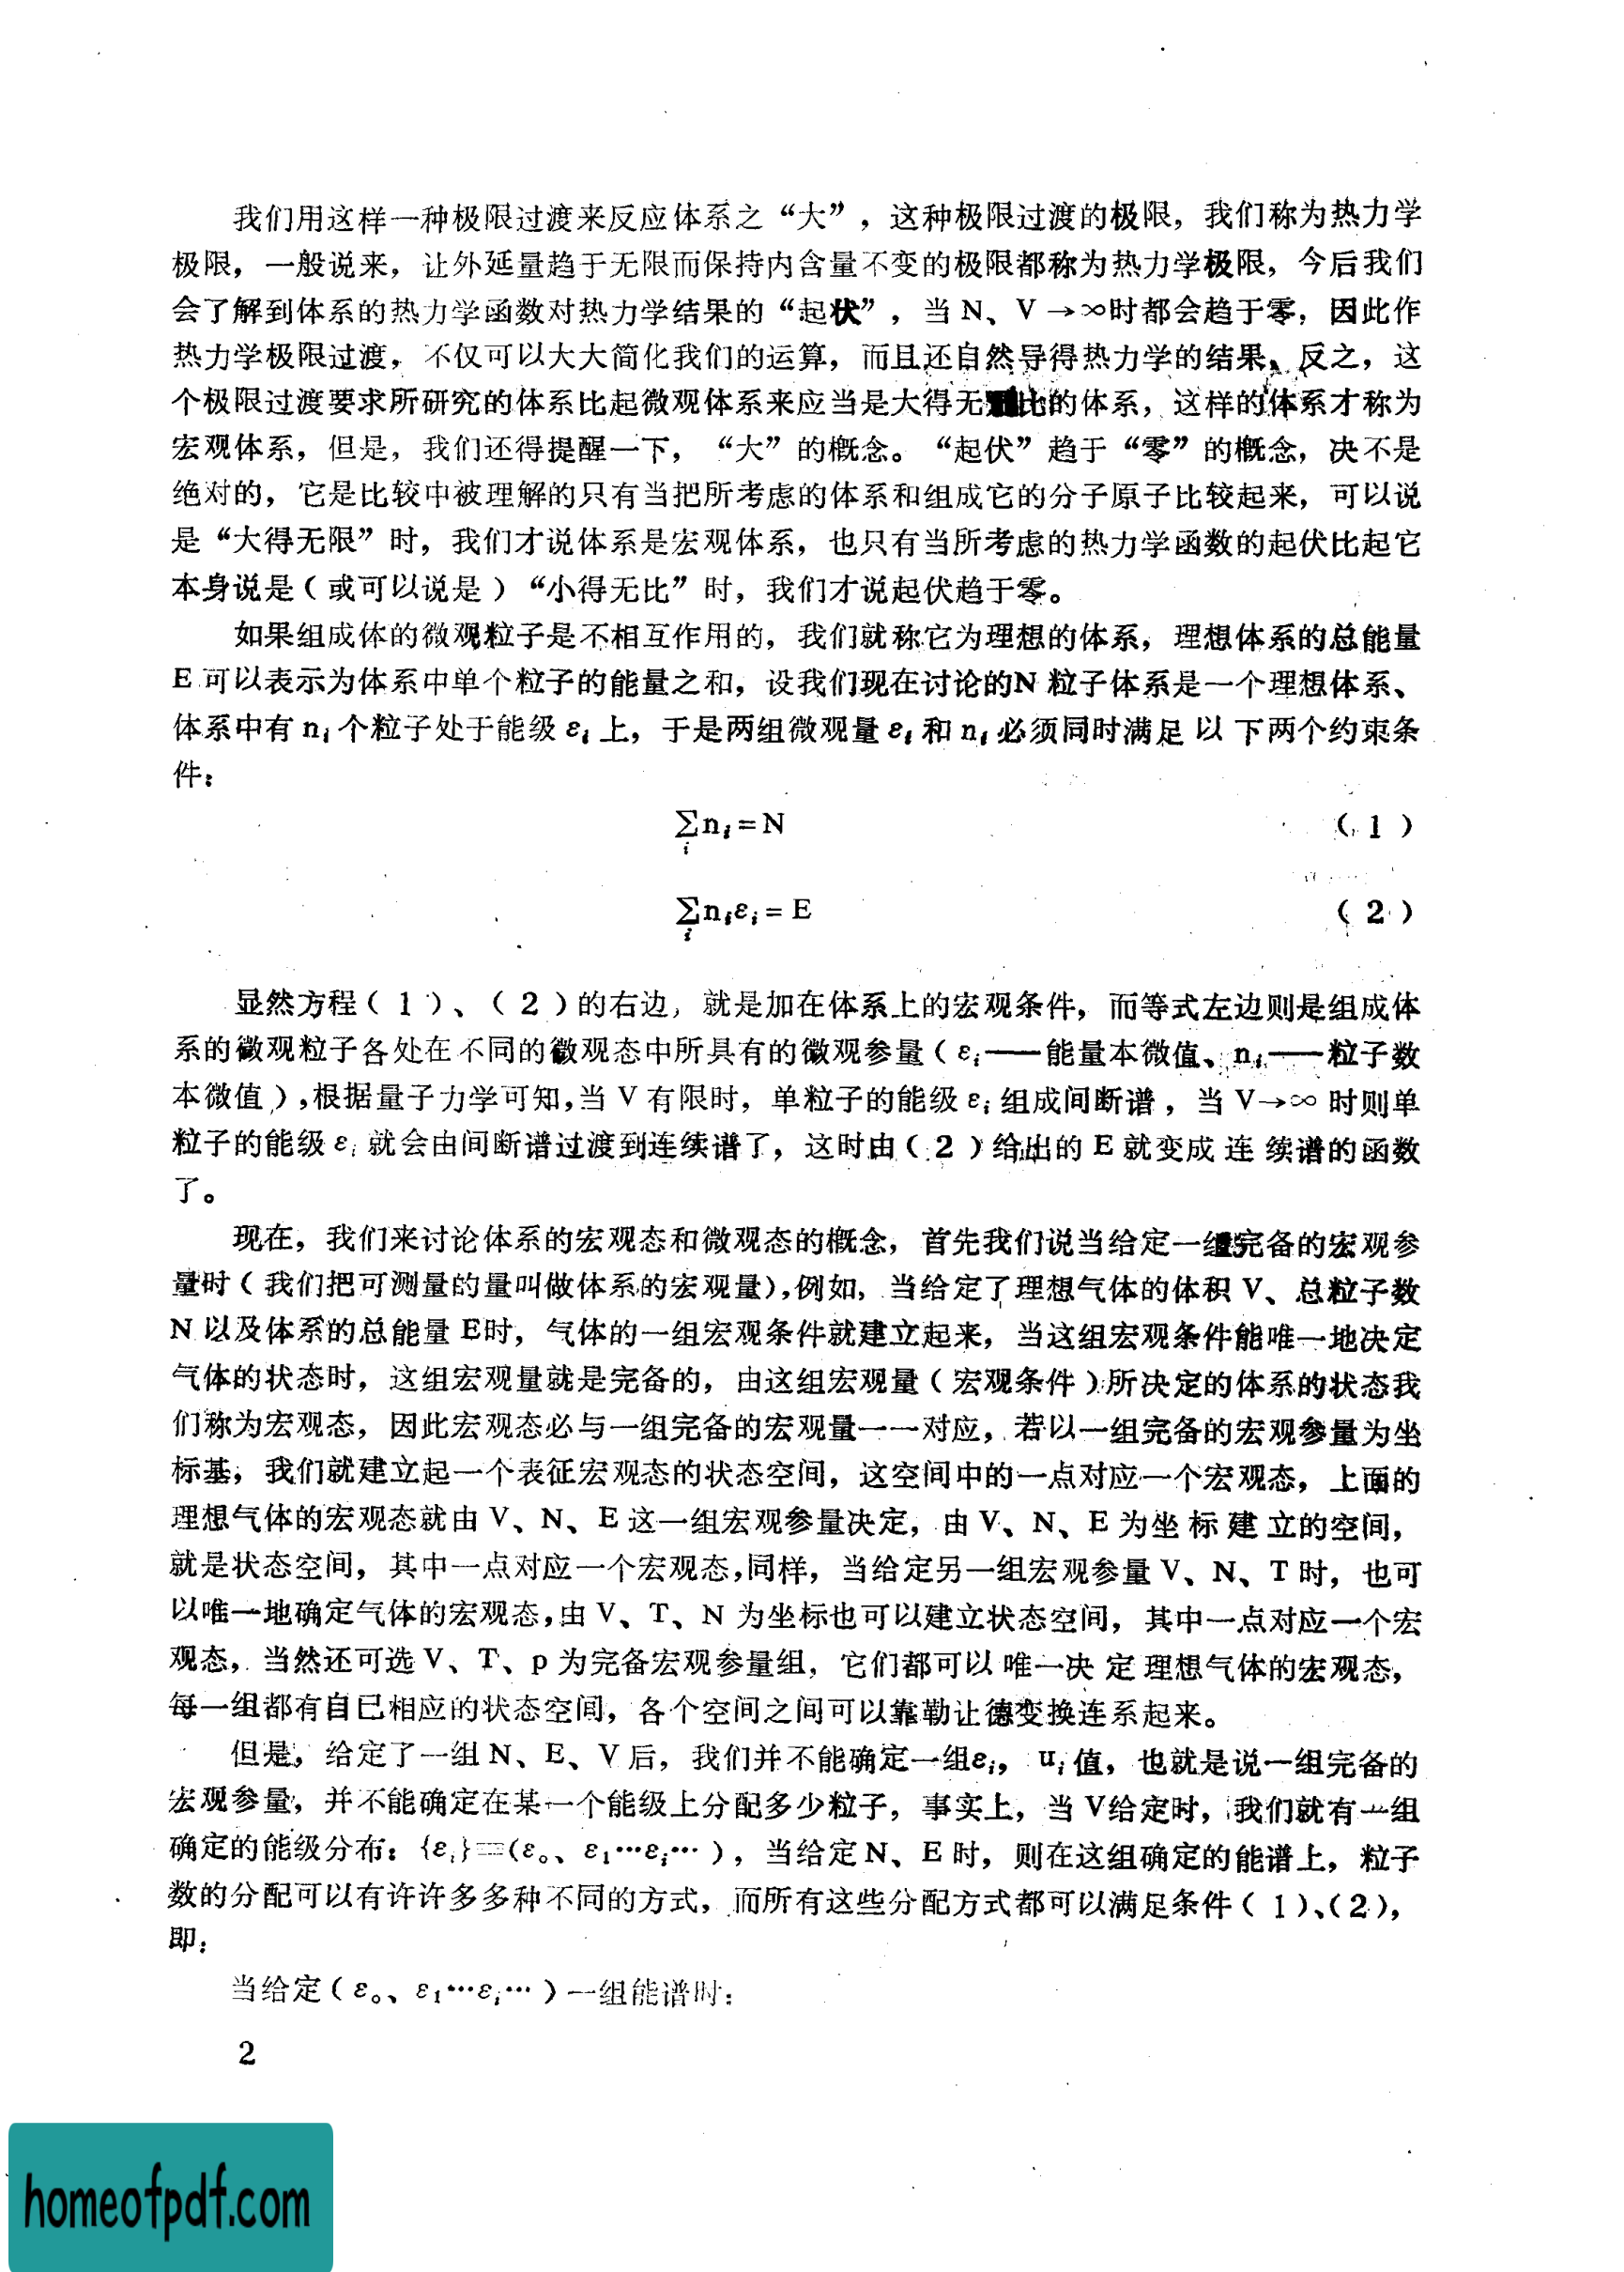 我们用这样一种极限过渡来反应体系之“大”，这种极限过渡的极限，我们称为热力学
极限，一般说来，让外延量趋于无限而保持内含量不变的极限都称为热力学极限，今后我们
会了解到体系的热力学函数对热力学结果的“起状”，当 N、V →∞时都会趋于零，因此作
热力学极限过渡，不仅可以大大简化我们的运算，而且还自然导得热力学的结果，反之，这
个极限过渡要求所研究的体系比起微观体系来应当是大得无比的体系，这样的体系才称为
宏观体系，但是，我们还得提醒一下，“大”的概念。“起伏”趋于“零”的概念，决不是
绝对的，它是比较中被理解的只有当把所考虑的体系和组成它的分子原子比较起来，可以说
是“大得无限”时，我们才说体系是宏观体系，也只有当所考虑的热力学函数的起伏比起它
本身说是（或可以说是）“小得无比”时，我们才说起伏趋于零。
如果组成体的微观粒子是不相互作用的，我们就称它为理想的体系，理想体系的总能量
E 可以表示为体系中单个粒子的能量之和，设我们现在讨论的N 粒子体系是一个理想体系、
体系中有 nᵢ 个粒子处于能级 εᵢ 上，于是两组微观量 εᵢ 和 nᵢ 必须同时满足 以 下两个约束条
件：
∑nᵢ = N （1）
i
∑nᵢεᵢ = E （2）
i
显然方程（1）、（2）的右边，就是加在体系上的宏观条件，而等式左边则是组成体
系的微观粒子各处在不同的微观态中所具有的微观参量（εᵢ——能量本微值、nᵢ——粒子数
本微值），根据量子力学可知，当 V 有限时，单粒子的能级 εᵢ 组成间断谱，当 V→∞ 时则单
粒子的能级 εᵢ 就会由间断谱过渡到连续谱了，这时由（2）给出的 E 就变成 连 续谱的函数
了。
现在，我们来讨论体系的宏观态和微观态的概念，首先我们说当给定一组完备的宏观参
量时（我们把可测量的量叫做体系的宏观量），例如，当给定了理想气体的体积 V、总粒子数
N 以及体系的总能量 E时，气体的一组宏观条件就建立起来，当这组宏观条件能唯一地决定
气体的状态时，这组宏观量就是完备的，由这组宏观量（宏观条件）所决定的体系的状态我
们称为宏观态，因此宏观态必与一组完备的宏观量一一对应，若以一组完备的宏观参量为坐
标基，我们就建立起一个表征宏观态的状态空间，这空间中的一点对应一个宏观态，上面的
理想气体的宏观态就由 V、N、E 这一组宏观参量决定，由 V、N、E 为坐 标 建 立的空间，
就是状态空间，其中一点对应一个宏观态，同样，当给定另一组宏观参量 V、N、T 时，也可
以唯一地确定气体的宏观态，由 V、T、N 为坐标也可以建立状态空间，其中一点对应一个宏
观态，当然还可选 V、T、p 为完备宏观参量组，它们都可以 唯一决 定 理想气体的宏观态，
每一组都有自已相应的状态空间，各个空间之间可以靠勒让德变换连系起来。
但是，给定了一组 N、E、V 后，我们并不能确定一组εᵢ， uᵢ 值，也就是说一组完备的
宏观参量，并不能确定在某一个能级上分配多少粒子，事实上，当 V给定时，我们就有一组
确定的能级分布：{εᵢ}≡(ε₀、ε₁…εᵢ…)，当给定 N、E 时，则在这组确定的能谱上，粒子
数的分配可以有许许多多种不同的方式，而所有这些分配方式都可以满足条件（1）、（2），
即：
当给定（ε₀、ε₁…εᵢ…）一组能谱时：
2
homeofpdf.com